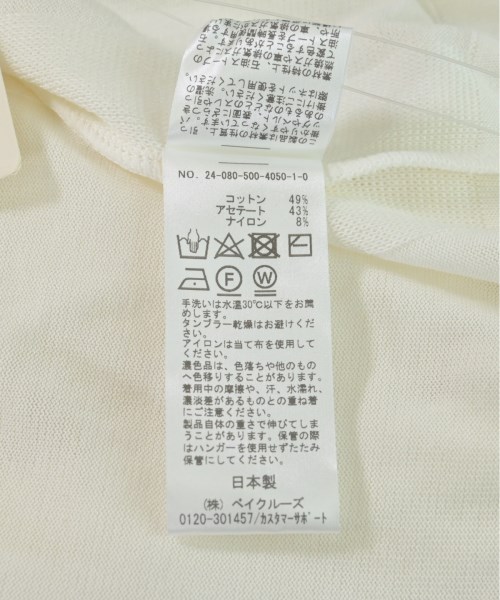 NO. 24-080-500-4050-1-0
コットン 49%
アセテート 43%
ナイロン 8%
F W
手洗いは水温30℃以下をお薦
めします。
タンブラー乾燥はお避けくだ
さい。
アイロンは当て布を使用して
ください。
濃色品は、色落ちや他のもの
へ色移りすることがあります。
着用中の摩擦や、汗、水濡れ、
濃淡差があるものとの重ね着
にご注意ください。
製品自体の重さで伸びてしま
うことがあります。保管の際
はハンガーを使用せずたたみ
保管にしてください。
日本製
(株) ベイクルーズ
0120-301457/カスタマーサポート